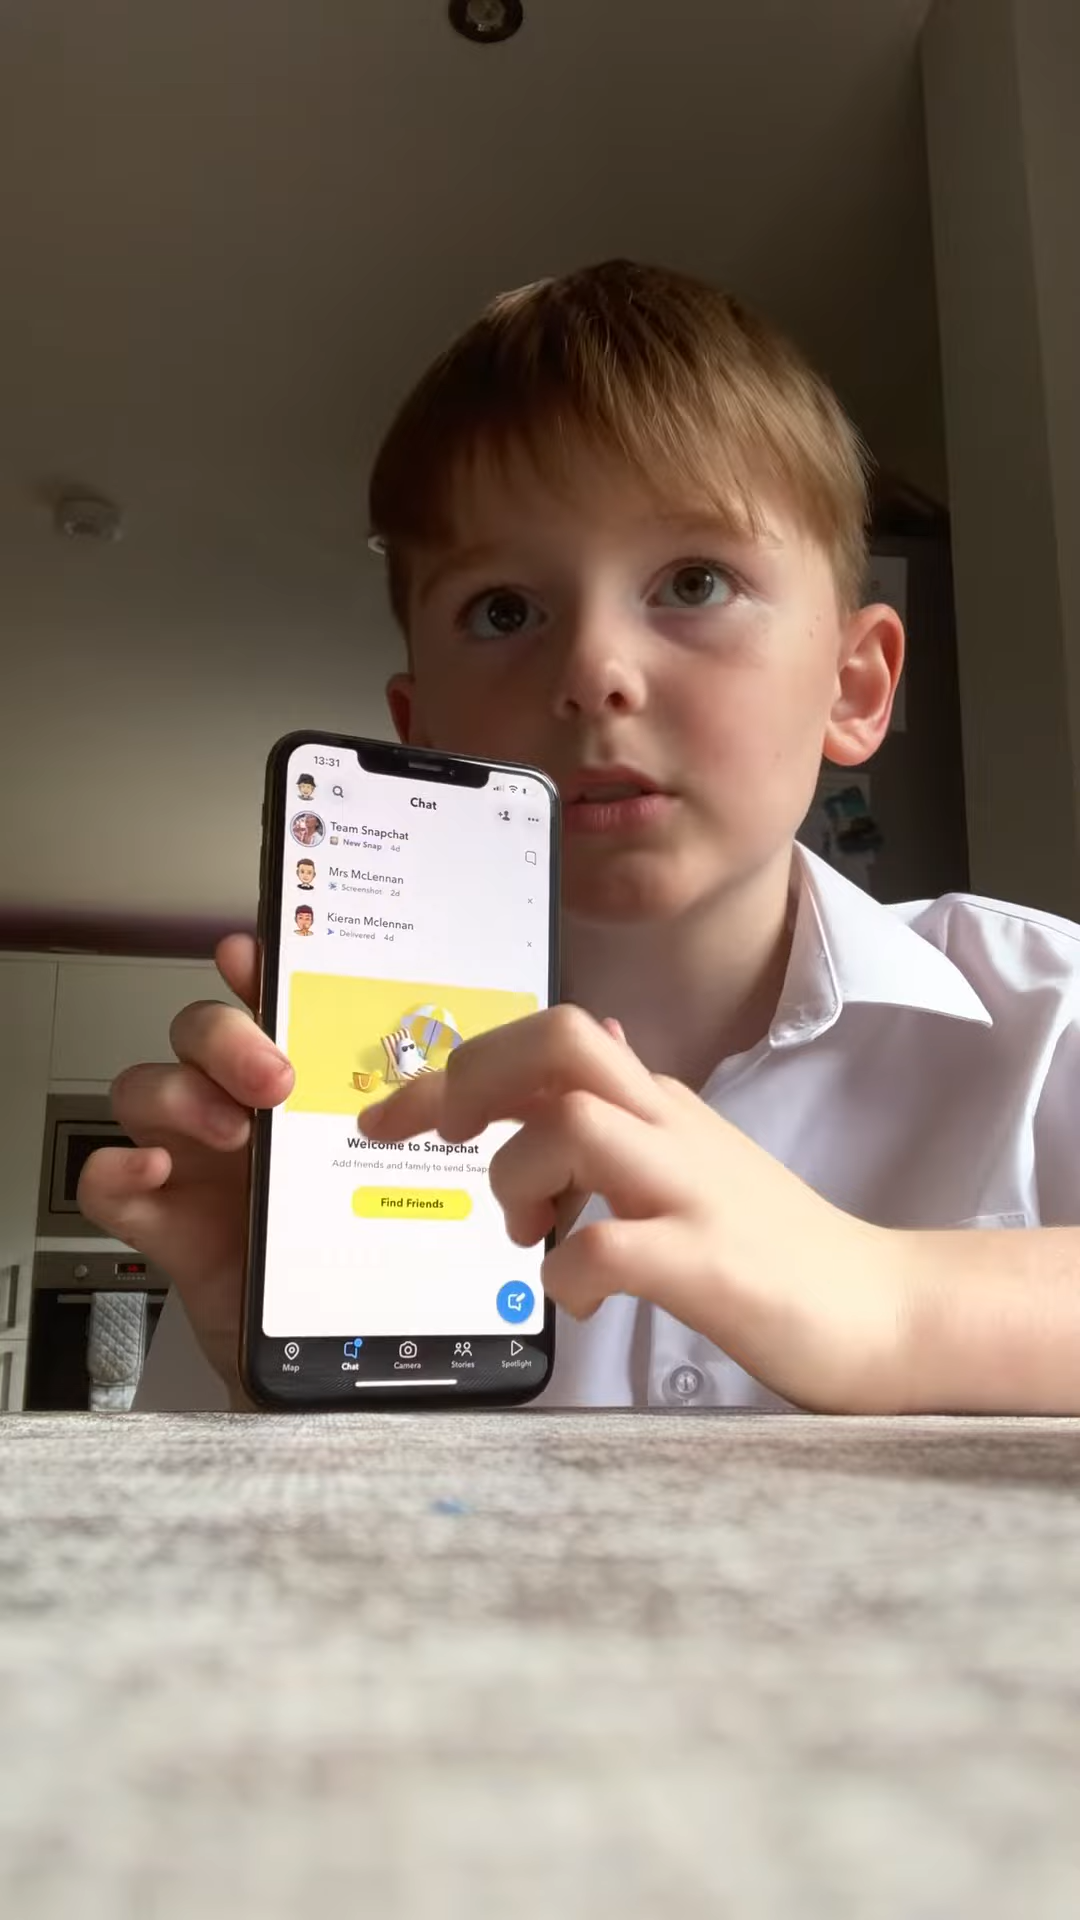 13:31
Chat
Team Snapchat
New Snap 4d
Mrs McLennan
Screenshot 2d
Kieran Mclennan
Delivered 4d
Welcome to Snapchat
Add friends and family to send Snap
Find Friends
Map
Chat
Camera
Stories
Spotlight